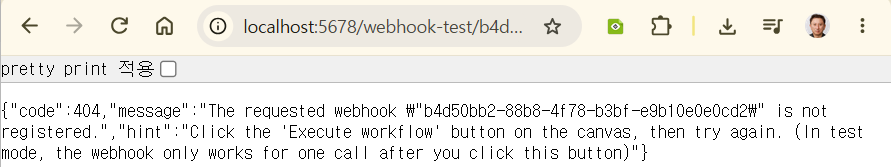 localhost:5678/webhook-test/b4d...
pretty print 적용
{"code":404,"message":"The requested webhook ₩"b4d50bb2-88b8-4f78-b3bf-e9b10e0e0cd2₩" is not
registered.","hint":"Click the 'Execute workflow' button on the canvas, then try again. (In test
mode, the webhook only works for one call after you click this button)"}